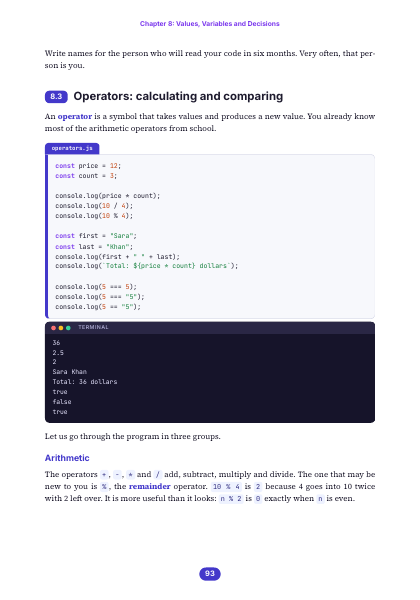 Chapter 8: Values, Variables and Decisions
Write names for the person who will read your code in six months. Very often, that per-
son is you.
8.3 Operators: calculating and comparing
An operator is a symbol that takes values and produces a new value. You already know
most of the arithmetic operators from school.
operators.js
const price = 12;
const count = 3;
console.log(price * count);
console.log(10 / 4);
console.log(10 % 4);
const first = "Sara";
const last = "Khan";
console.log(first + " " + last);
console.log(`Total: ${price * count} dollars`);
console.log(5 === 5);
console.log(5 === "5");
console.log(5 == "5");
TERMINAL
36
2.5
2
Sara Khan
Total: 36 dollars
true
false
true
Let us go through the program in three groups.
Arithmetic
The operators +, -, * and / add, subtract, multiply and divide. The one that may be
new to you is %, the remainder operator. 10 % 4 is 2 because 4 goes into 10 twice
with 2 left over. It is more useful than it looks: n % 2 is 0 exactly when n is even.
93